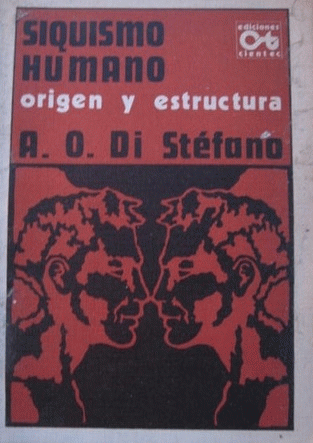 SIQUISMO
HUMANO
origen y estructura
A. O. Di Stéfano
ediciones
cientec